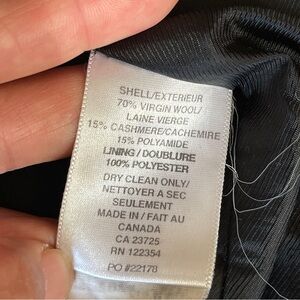 SHELL/EXTERIEUR
70% VIRGIN WOOL/
LAINE VIERGE
15% CASHMERE/CACHEMIRE
15% POLYAMIDE
LINING/DOUBLURE
100% POLYESTER
DRY CLEAN ONLY/
NETTOYER A SEC
SEULEMENT
MADE IN / FAIT AU
CANADA
CA 23725
RN 122354
PO #22178